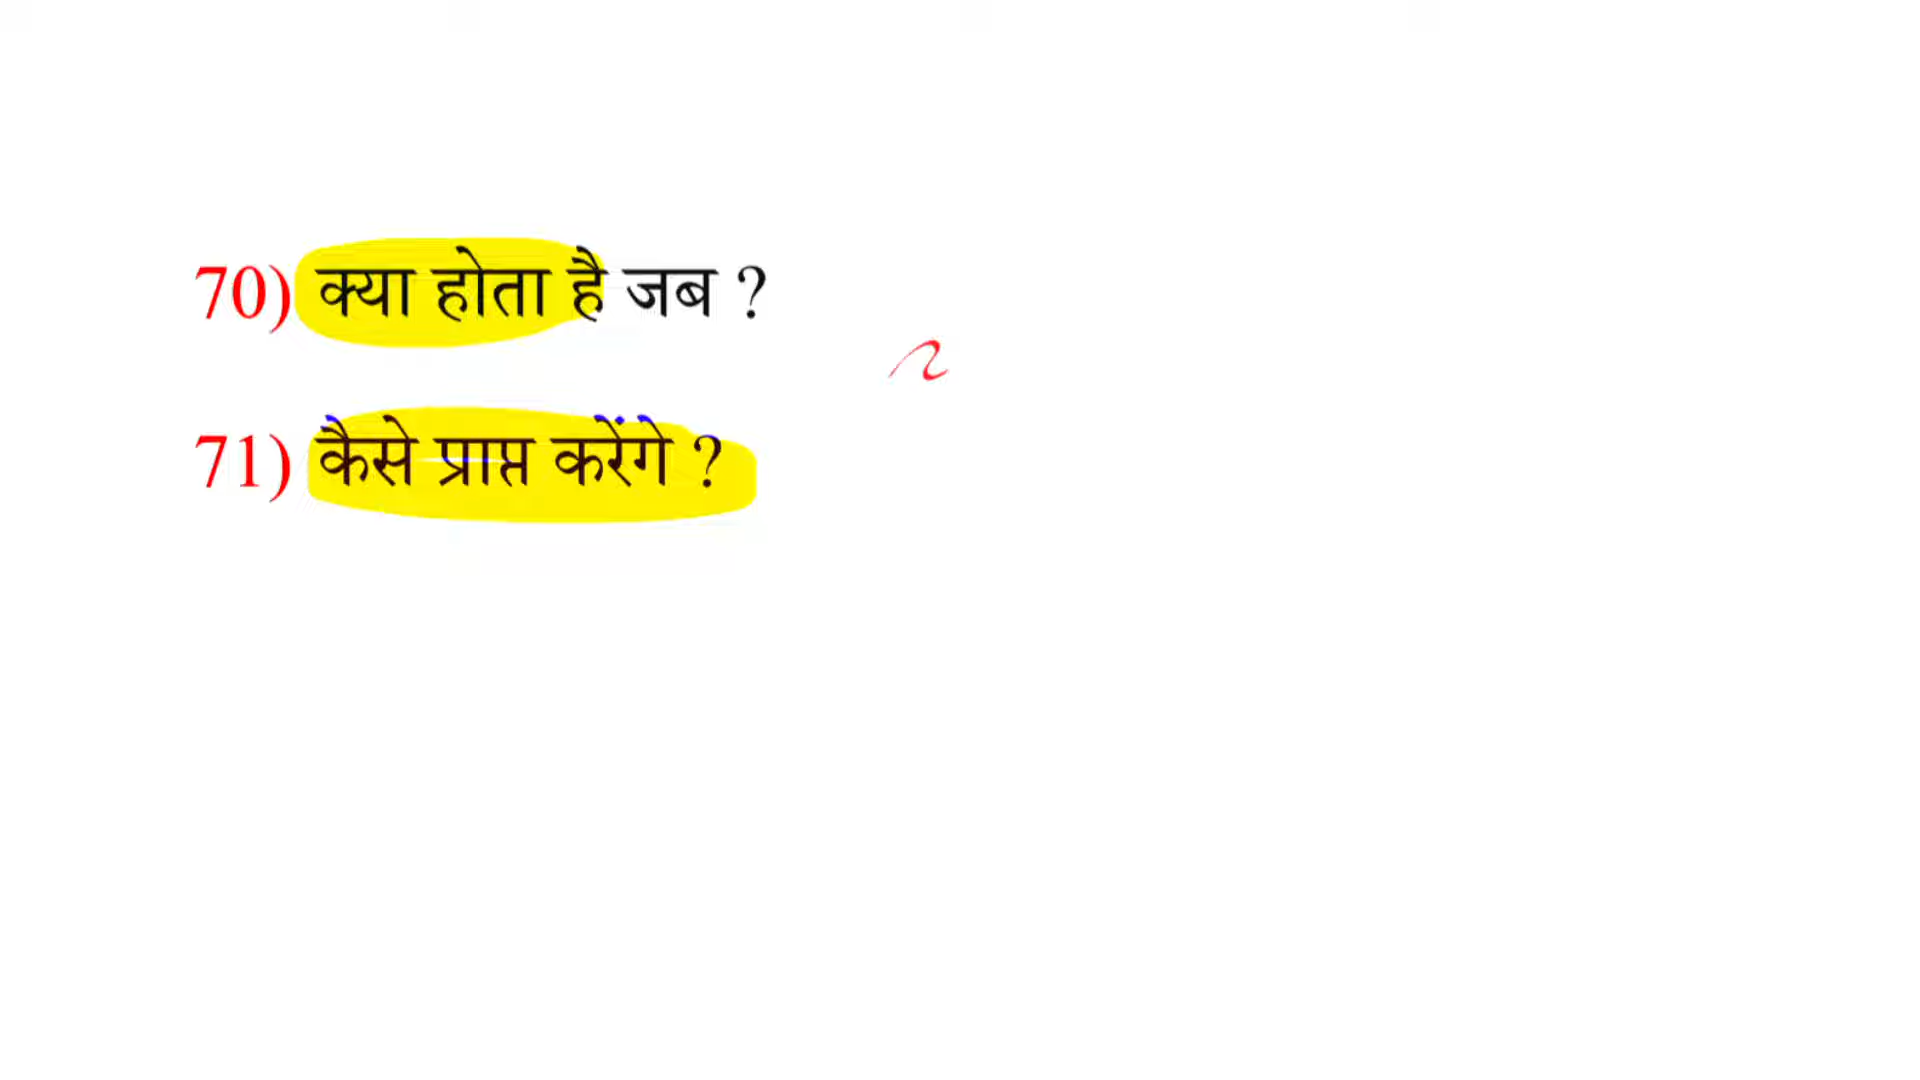 70) क्या होता है जब ?
71) कैसे प्राप्त करेंगे ?